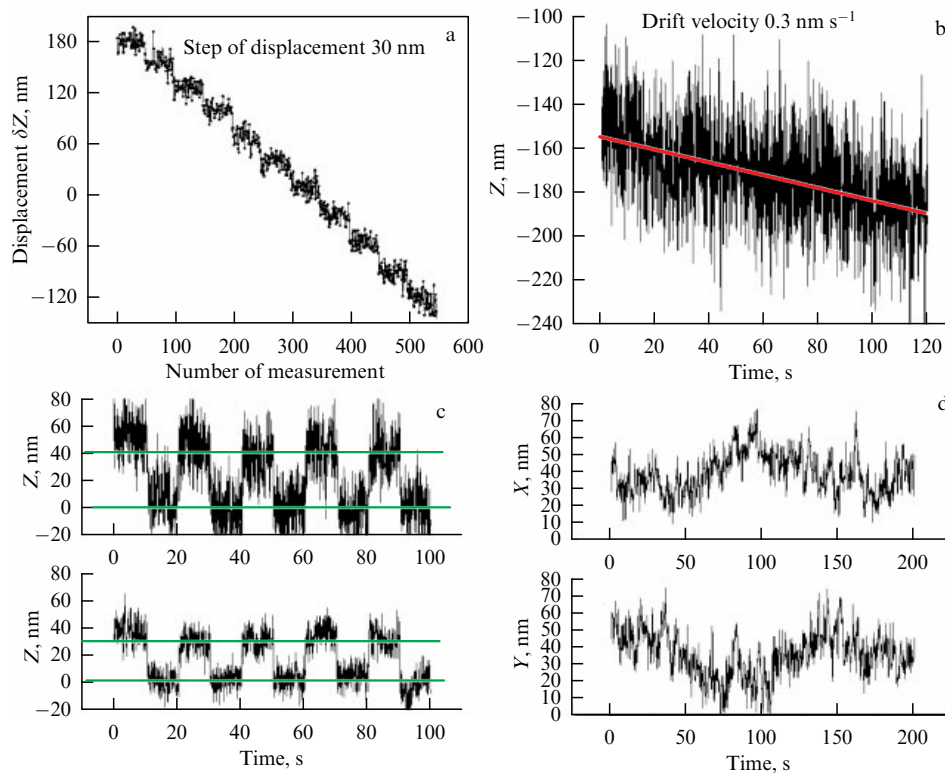 a
Step of displacement 30 nm
Displacement δZ, nm
180
120
60
0
−60
−120
0 100 200 300 400 500 600
Number of measurement
b
Drift velocity 0.3 nm s⁻¹
Z, nm
−100
−120
−140
−160
−180
−200
−220
−240
0 20 40 60 80 100 120
Time, s
c
Z, nm
80
60
40
20
0
−20
0 20 40 60 80 100
Z, nm
80
60
40
20
0
−20
0 20 40 60 80 100
Time, s
d
X, nm
80
70
60
50
40
30
20
10
0
0 50 100 150 200
Y, nm
80
70
60
50
40
30
20
10
0
0 50 100 150 200
Time, s